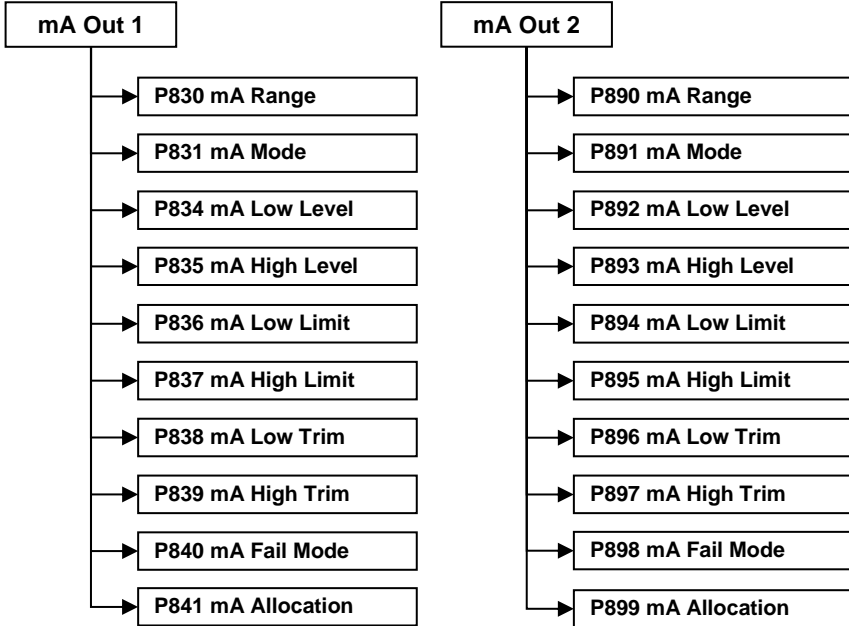 mA Out 1
P830 mA Range
P831 mA Mode
P834 mA Low Level
P835 mA High Level
P836 mA Low Limit
P837 mA High Limit
P838 mA Low Trim
P839 mA High Trim
P840 mA Fail Mode
P841 mA Allocation
mA Out 2
P890 mA Range
P891 mA Mode
P892 mA Low Level
P893 mA High Level
P894 mA Low Limit
P895 mA High Limit
P896 mA Low Trim
P897 mA High Trim
P898 mA Fail Mode
P899 mA Allocation